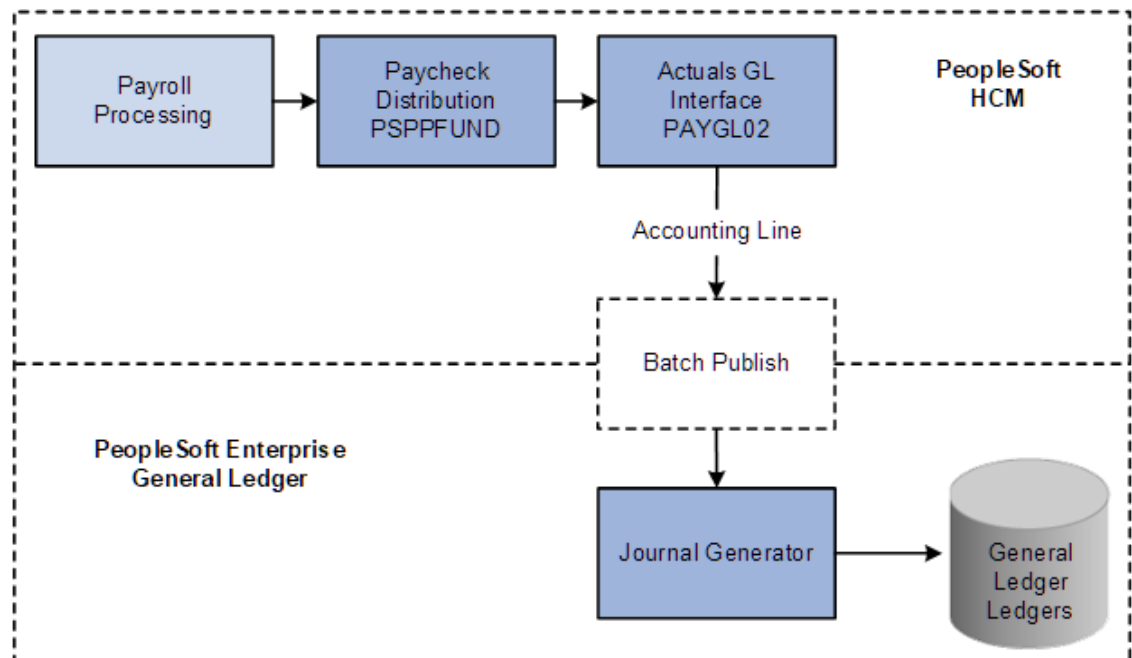 Payroll
Processing
Paycheck
Distribution
PSPPFUND
Actuals GL
Interface
PAYGL02
PeopleSoft
HCM
Accounting Line
Batch Publish
PeopleSoft Enterprise
General Ledger
Journal Generator
General
Ledger
Ledgers